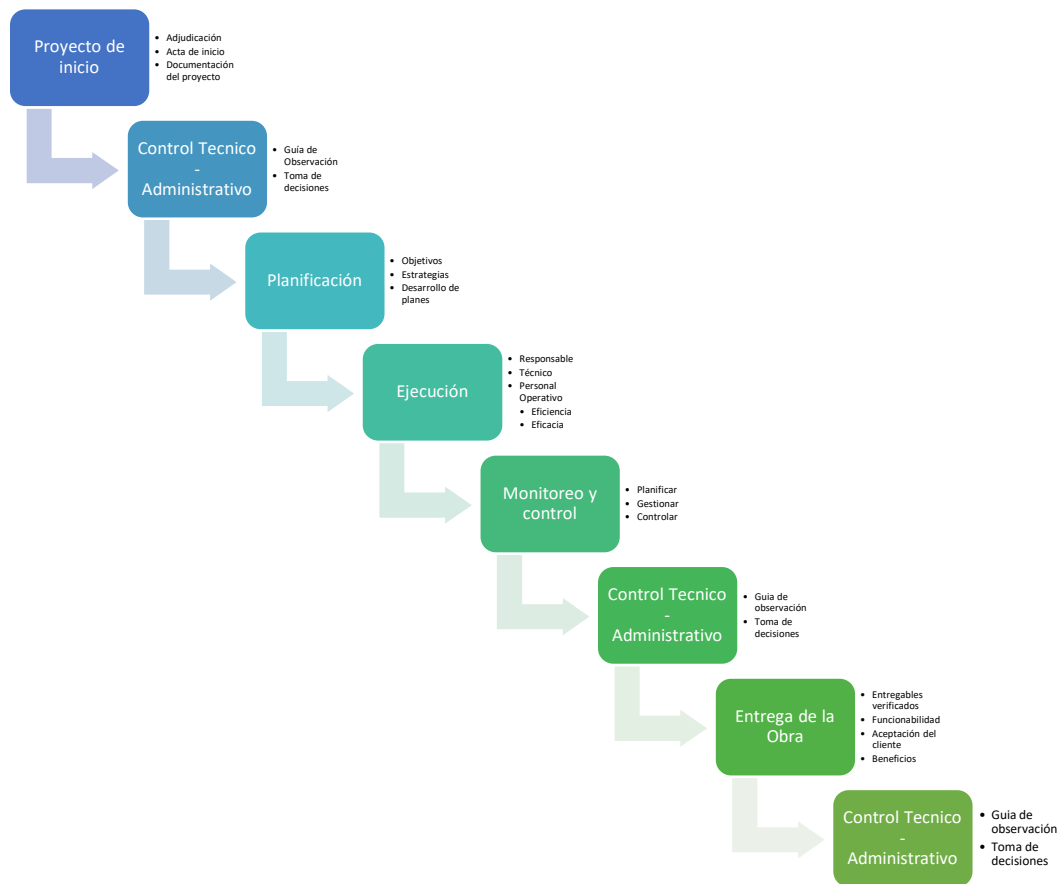 Proyecto de
inicio
• Adjudicación
• Acta de inicio
• Documentación
del proyecto
Control Tecnico
-
Administrativo
• Guía de
Observación
• Toma de
decisiones
Planificación
• Objetivos
• Estrategias
• Desarrollo de
planes
Ejecución
• Responsable
• Técnico
• Personal
Operativo
• Eficiencia
• Eficacia
Monitoreo y
control
• Planificar
• Gestionar
• Controlar
Control Tecnico
-
Administrativo
• Guia de
observación
• Toma de
decisiones
Entrega de la
Obra
• Entregables
verificados
• Funcionabilidad
• Aceptación del
cliente
• Beneficios
Control Tecnico
-
Administrativo
• Guia de
observación
• Toma de
decisiones